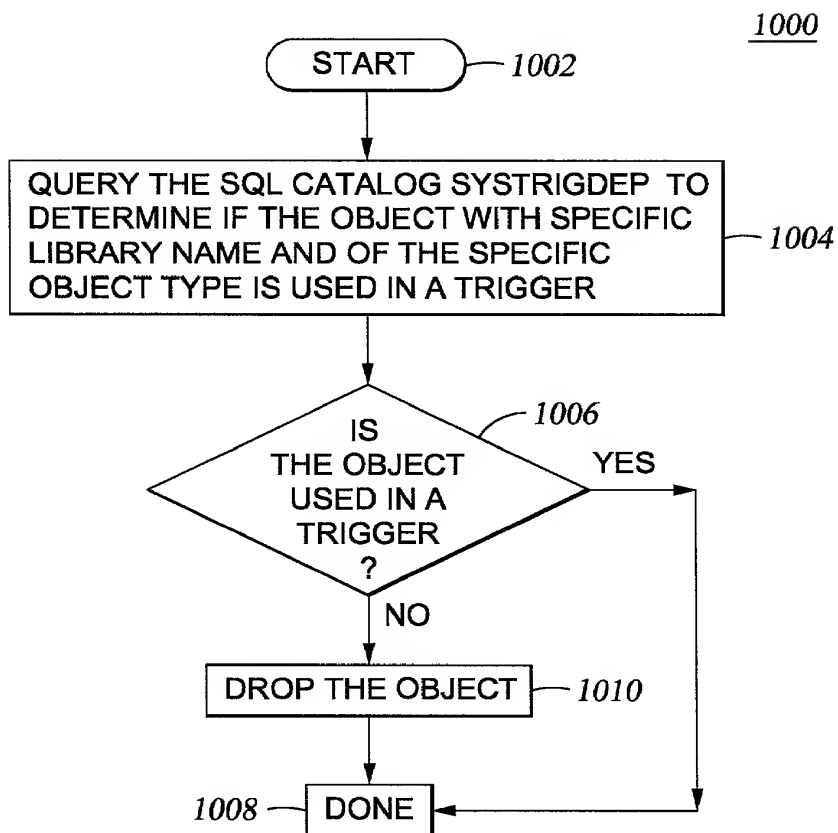 1000
START
1002
QUERY THE SQL CATALOG SYSTRIGDEP TO
DETERMINE IF THE OBJECT WITH SPECIFIC
LIBRARY NAME AND OF THE SPECIFIC
OBJECT TYPE IS USED IN A TRIGGER
1004
IS
THE OBJECT
USED IN A
TRIGGER
?
1006
YES
NO
DROP THE OBJECT
1010
1008
DONE